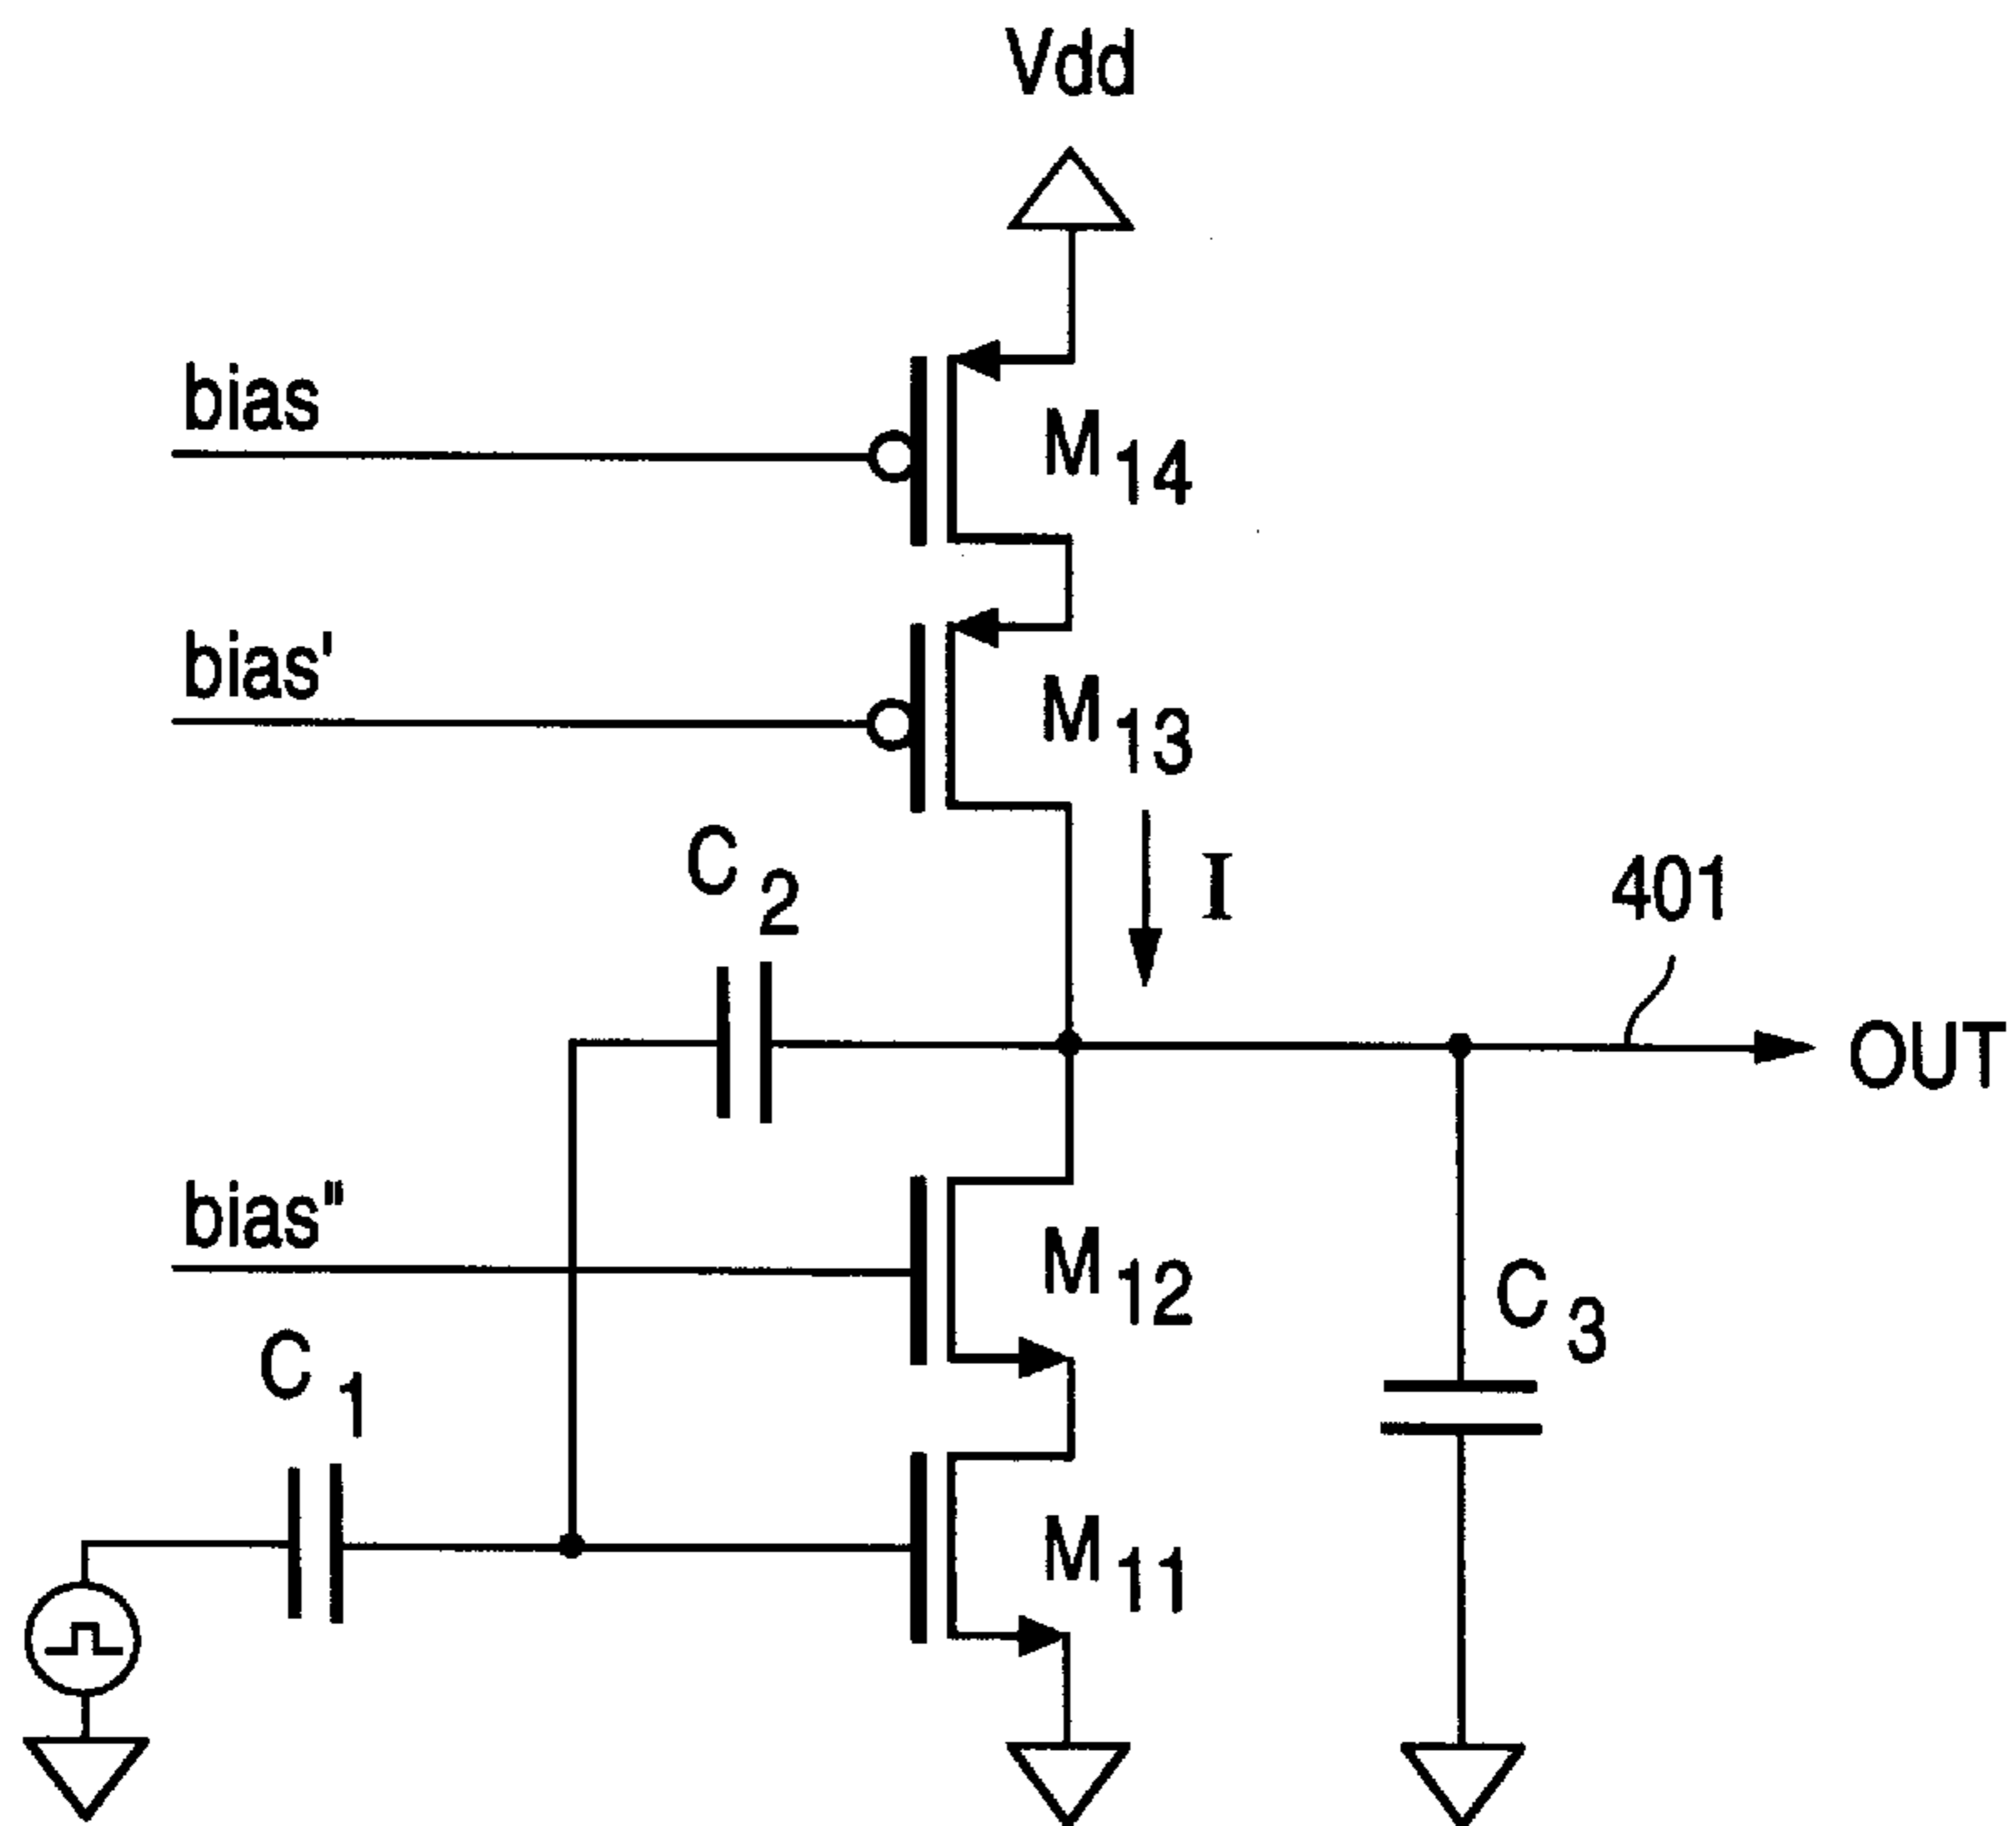 Vdd
bias
M14
bias'
M13
C2
I
401
OUT
bias"
M12
C3
C1
M11